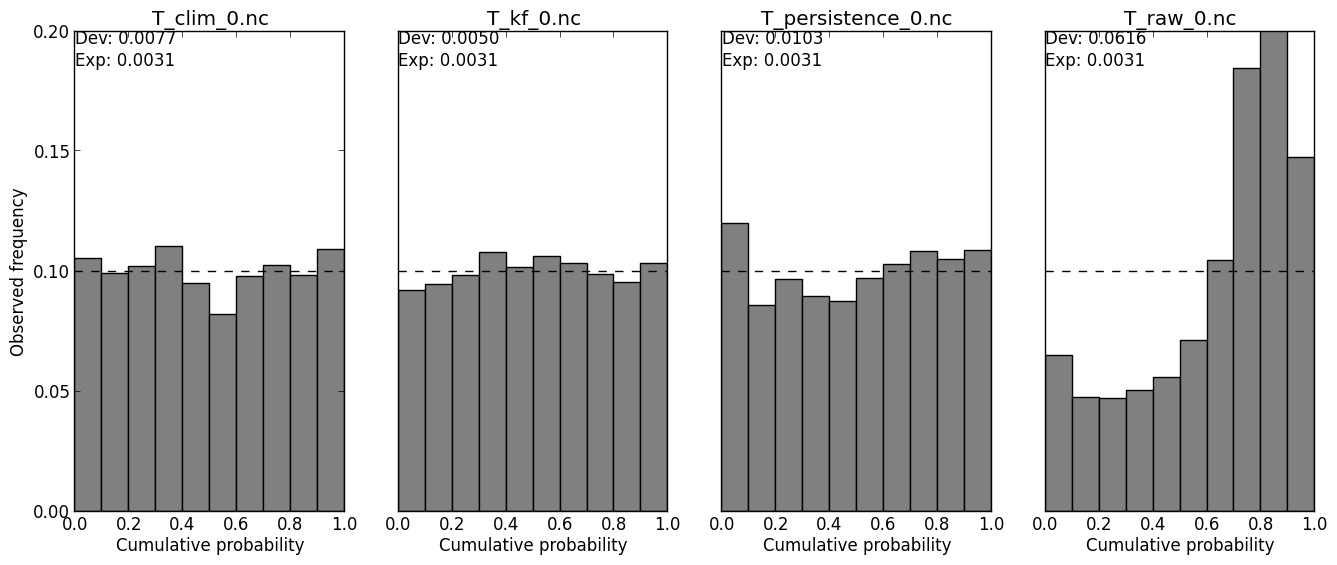 T_clim_0.nc
Dev: 0.0077
Exp: 0.0031
Observed frequency
0.20
0.15
0.10
0.05
0.00
0.0 0.2 0.4 0.6 0.8 1.0
Cumulative probability
T_kf_0.nc
Dev: 0.0050
Exp: 0.0031
0.0 0.2 0.4 0.6 0.8 1.0
Cumulative probability
T_persistence_0.nc
Dev: 0.0103
Exp: 0.0031
0.0 0.2 0.4 0.6 0.8 1.0
Cumulative probability
T_raw_0.nc
Dev: 0.0616
Exp: 0.0031
0.0 0.2 0.4 0.6 0.8 1.0
Cumulative probability